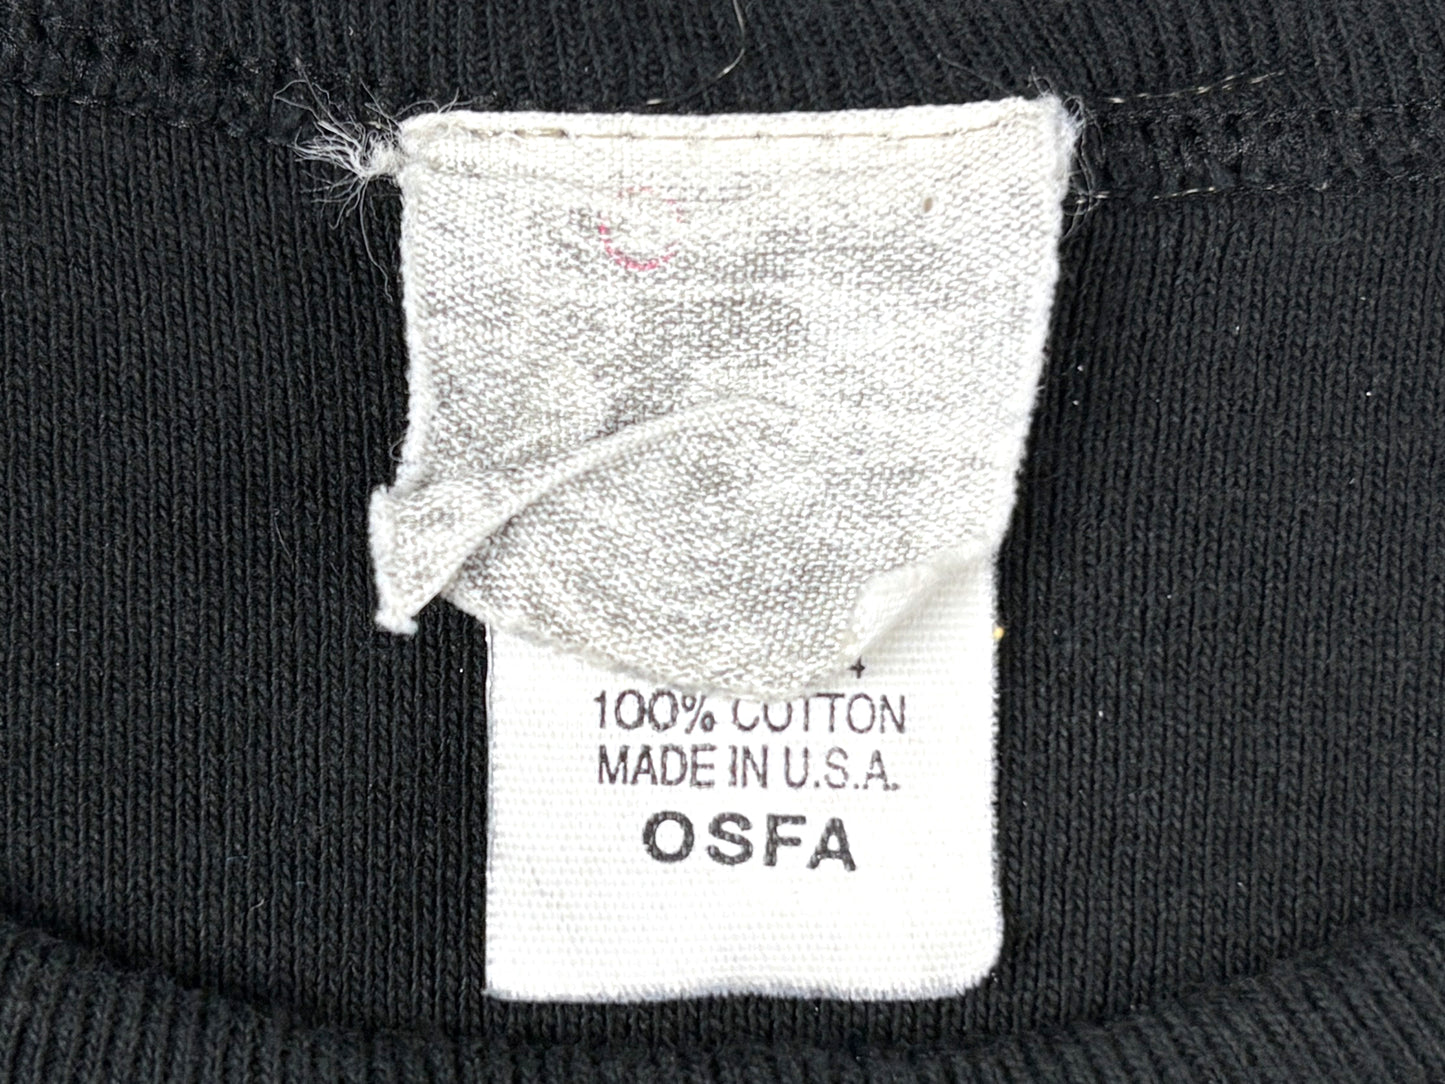 100% COTTON
MADE IN U.S.A.
OSFA